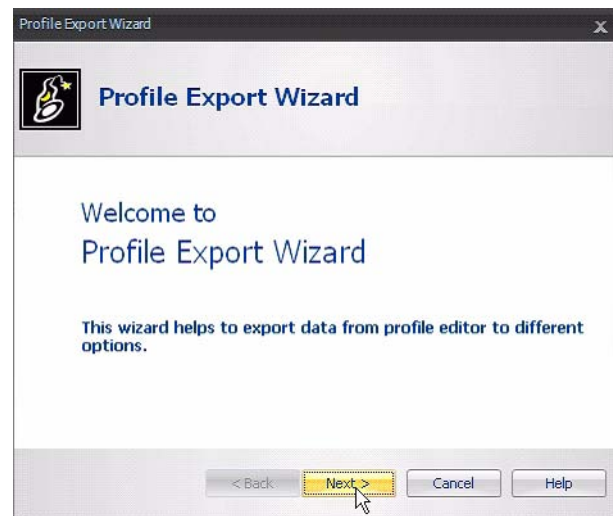 Profile Export Wizard
x
Profile Export Wizard
Welcome to
Profile Export Wizard
This wizard helps to export data from profile editor to different
options.
< Back Next > Cancel Help